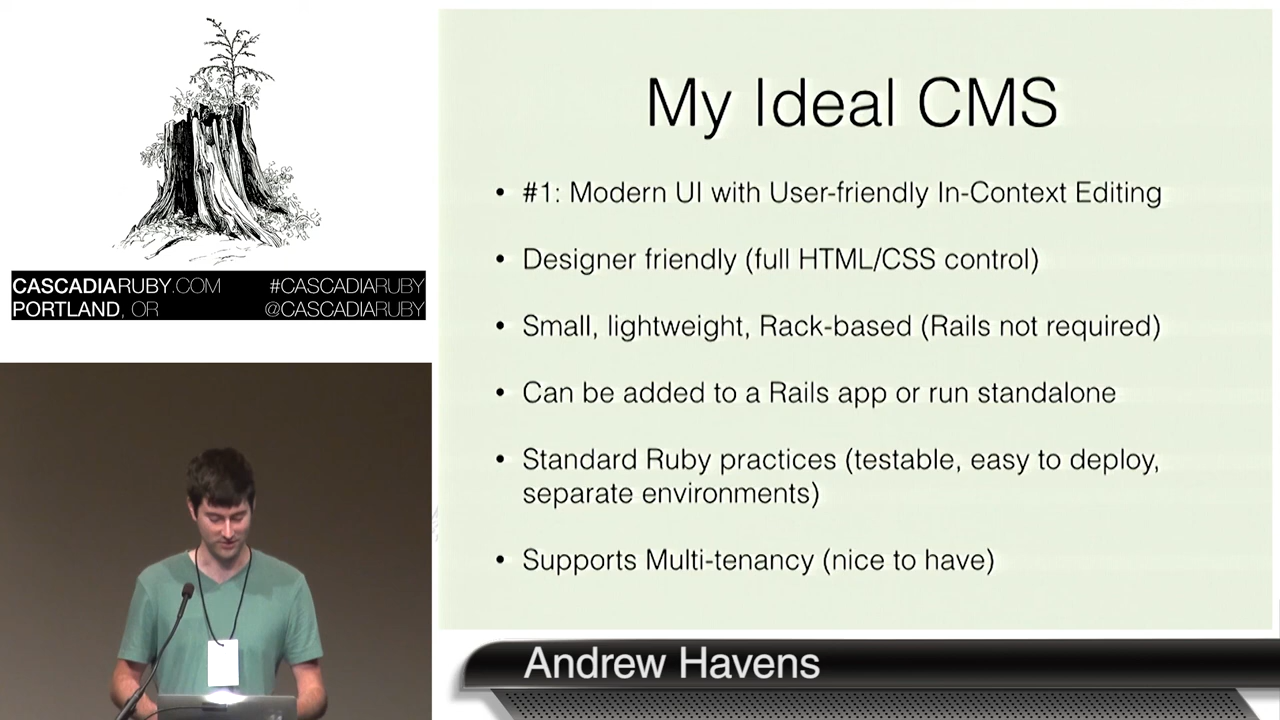 My Ideal CMS
• #1: Modern UI with User-friendly In-Context Editing
• Designer friendly (full HTML/CSS control)
• Small, lightweight, Rack-based (Rails not required)
• Can be added to a Rails app or run standalone
• Standard Ruby practices (testable, easy to deploy,
separate environments)
• Supports Multi-tenancy (nice to have)
CASCADIARUBY.COM #CASCADIARUBY
PORTLAND, OR @CASCADIARUBY
Andrew Havens